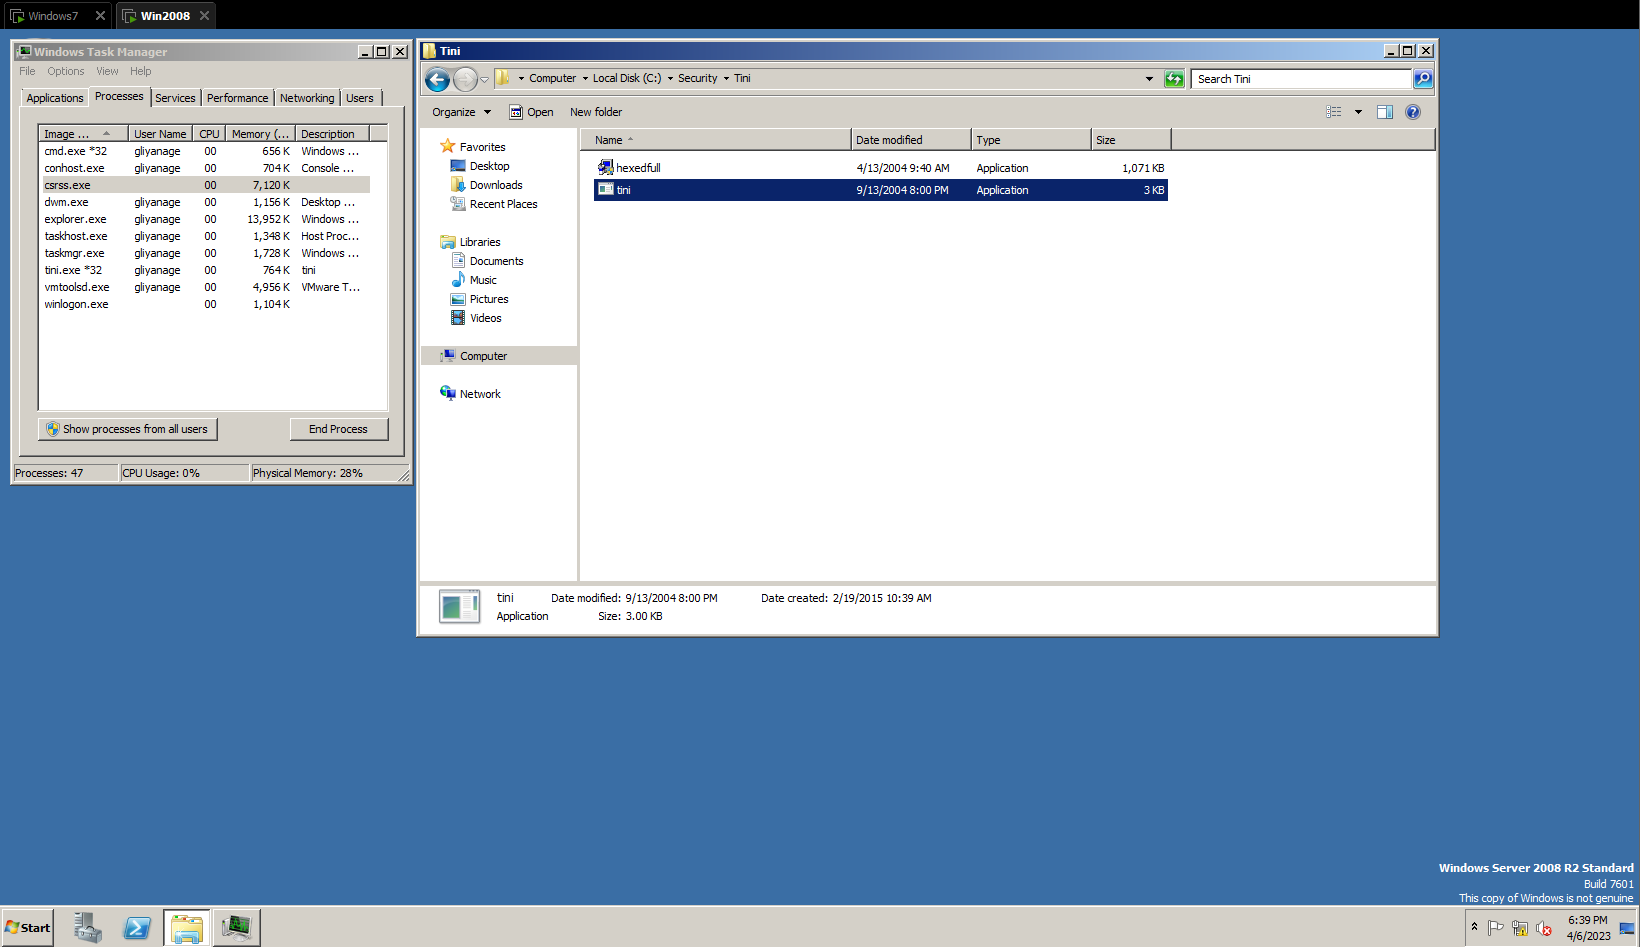 Windows7
Win2008
Windows Task Manager
File Options View Help
Applications Processes Services Performance Networking Users
Image ... User Name CPU Memory (... Description
cmd.exe *32 gliyanage 00 656 K Windows ...
conhost.exe gliyanage 00 704 K Console ...
csrss.exe 00 7,120 K
dwm.exe gliyanage 00 1,156 K Desktop ...
explorer.exe gliyanage 00 13,952 K Windows ...
taskhost.exe gliyanage 00 1,348 K Host Proc...
taskmgr.exe gliyanage 00 1,728 K Windows ...
tini.exe *32 gliyanage 00 764 K tini
vmtoolsd.exe gliyanage 00 4,956 K VMware T...
winlogon.exe 00 1,104 K
Show processes from all users End Process
Processes: 47 CPU Usage: 0% Physical Memory: 28%
Tini
Computer Local Disk (C:) Security Tini
Search Tini
Organize Open New folder
Favorites
Desktop
Downloads
Recent Places
Libraries
Documents
Music
Pictures
Videos
Computer
Network
Name Date modified Type Size
hexedfull 4/13/2004 9:40 AM Application 1,071 KB
tini 9/13/2004 8:00 PM Application 3 KB
tini Date modified: 9/13/2004 8:00 PM Date created: 2/19/2015 10:39 AM
Application Size: 3.00 KB
Windows Server 2008 R2 Standard
Build 7601
This copy of Windows is not genuine
Start
6:39 PM
4/6/2023